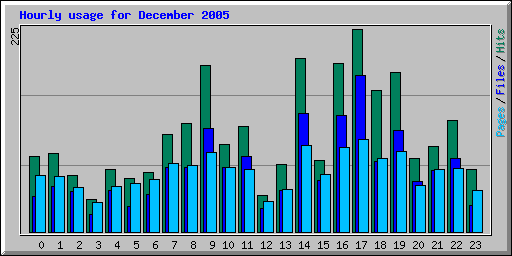 Hourly usage for December 2005
225
Pages / Files / Hits
0 1 2 3 4 5 6 7 8 9 10 11 12 13 14 15 16 17 18 19 20 21 22 23